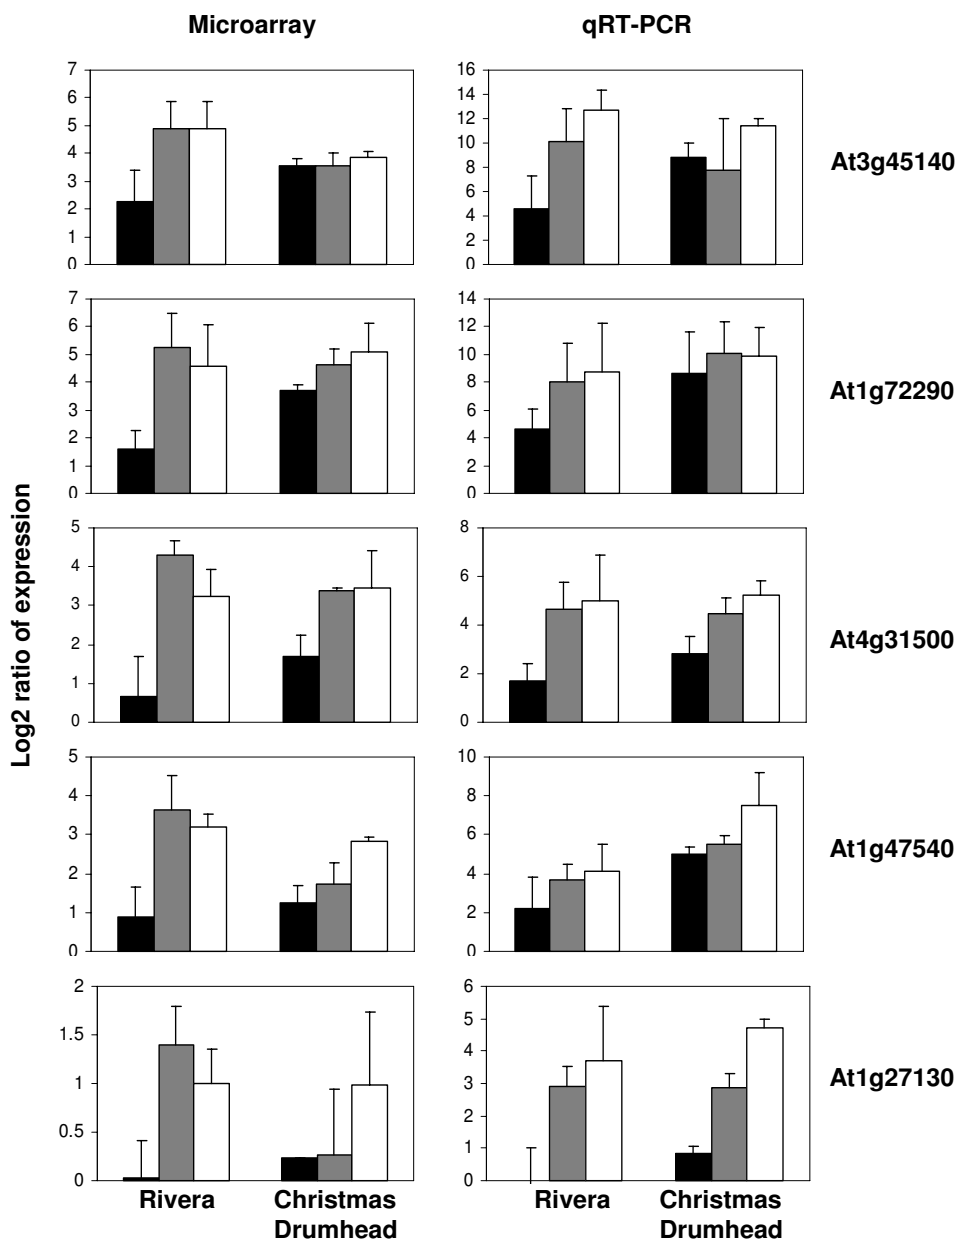 Microarray qRT-PCR
Log2 ratio of expression
7 6 5 4 3 2 1 0
16 14 12 10 8 6 4 2 0
At3g45140
7 6 5 4 3 2 1 0
14 12 10 8 6 4 2 0
At1g72290
5 4 3 2 1 0
8 6 4 2 0
At4g31500
5 4 3 2 1 0
10 8 6 4 2 0
At1g47540
2 1.5 1 0.5 0
6 5 4 3 2 1 0
At1g27130
Rivera Christmas Rivera Christmas
Drumhead Drumhead